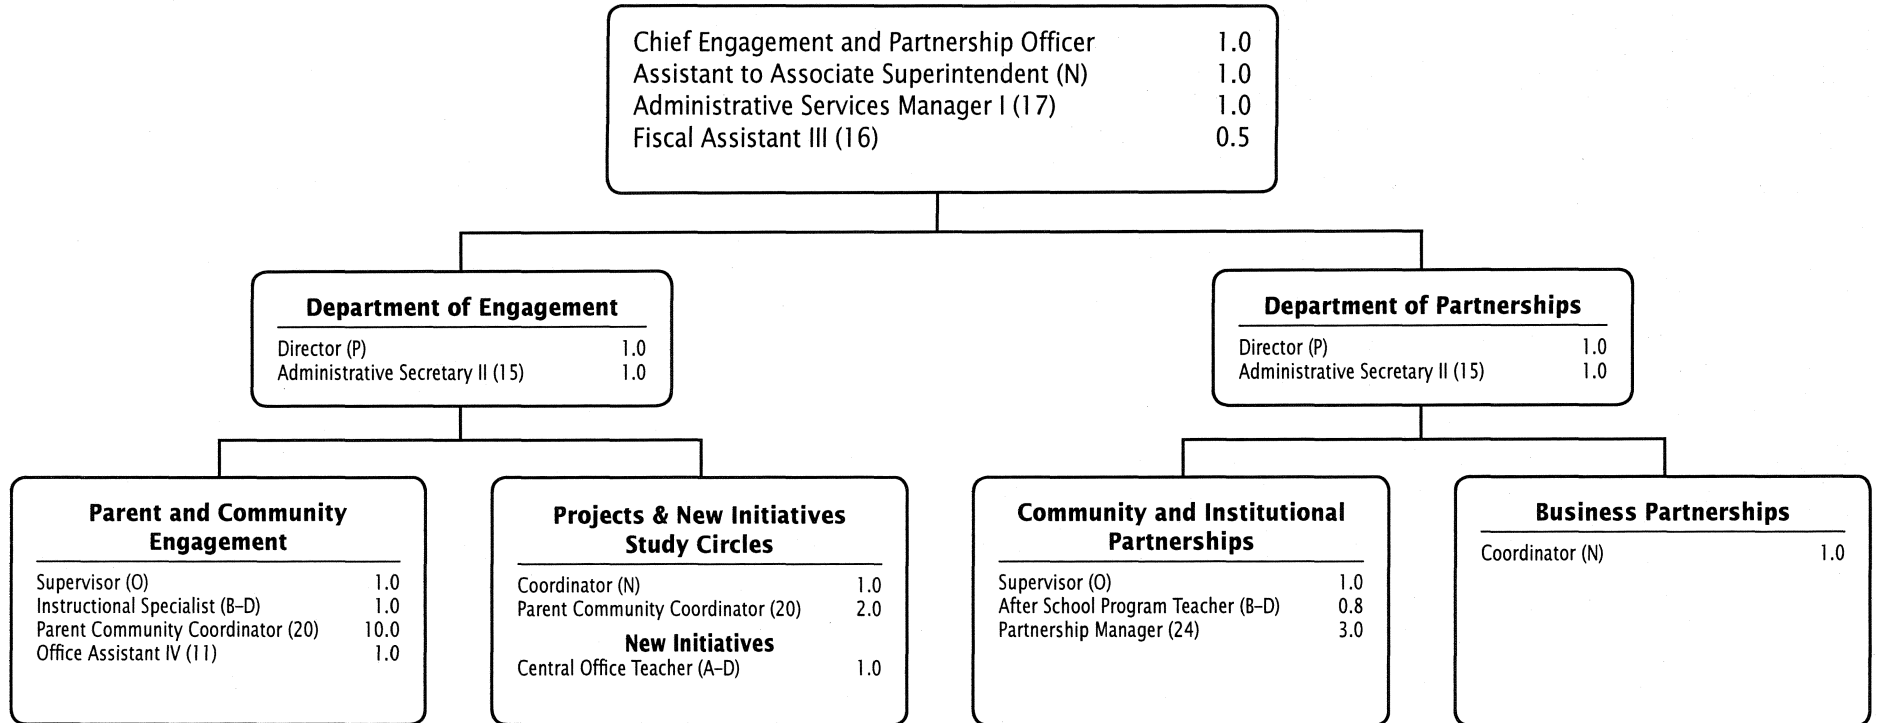 Chief Engagement and Partnership Officer 1.0
Assistant to Associate Superintendent (N) 1.0
Administrative Services Manager I (17) 1.0
Fiscal Assistant III (16) 0.5
Department of Engagement
Director (P) 1.0
Administrative Secretary II (15) 1.0
Department of Partnerships
Director (P) 1.0
Administrative Secretary II (15) 1.0
Parent and Community
Engagement
Supervisor (O) 1.0
Instructional Specialist (B–D) 1.0
Parent Community Coordinator (20) 10.0
Office Assistant IV (11) 1.0
Projects & New Initiatives
Study Circles
Coordinator (N) 1.0
Parent Community Coordinator (20) 2.0
New Initiatives
Central Office Teacher (A–D) 1.0
Community and Institutional
Partnerships
Supervisor (O) 1.0
After School Program Teacher (B–D) 0.8
Partnership Manager (24) 3.0
Business Partnerships
Coordinator (N) 1.0